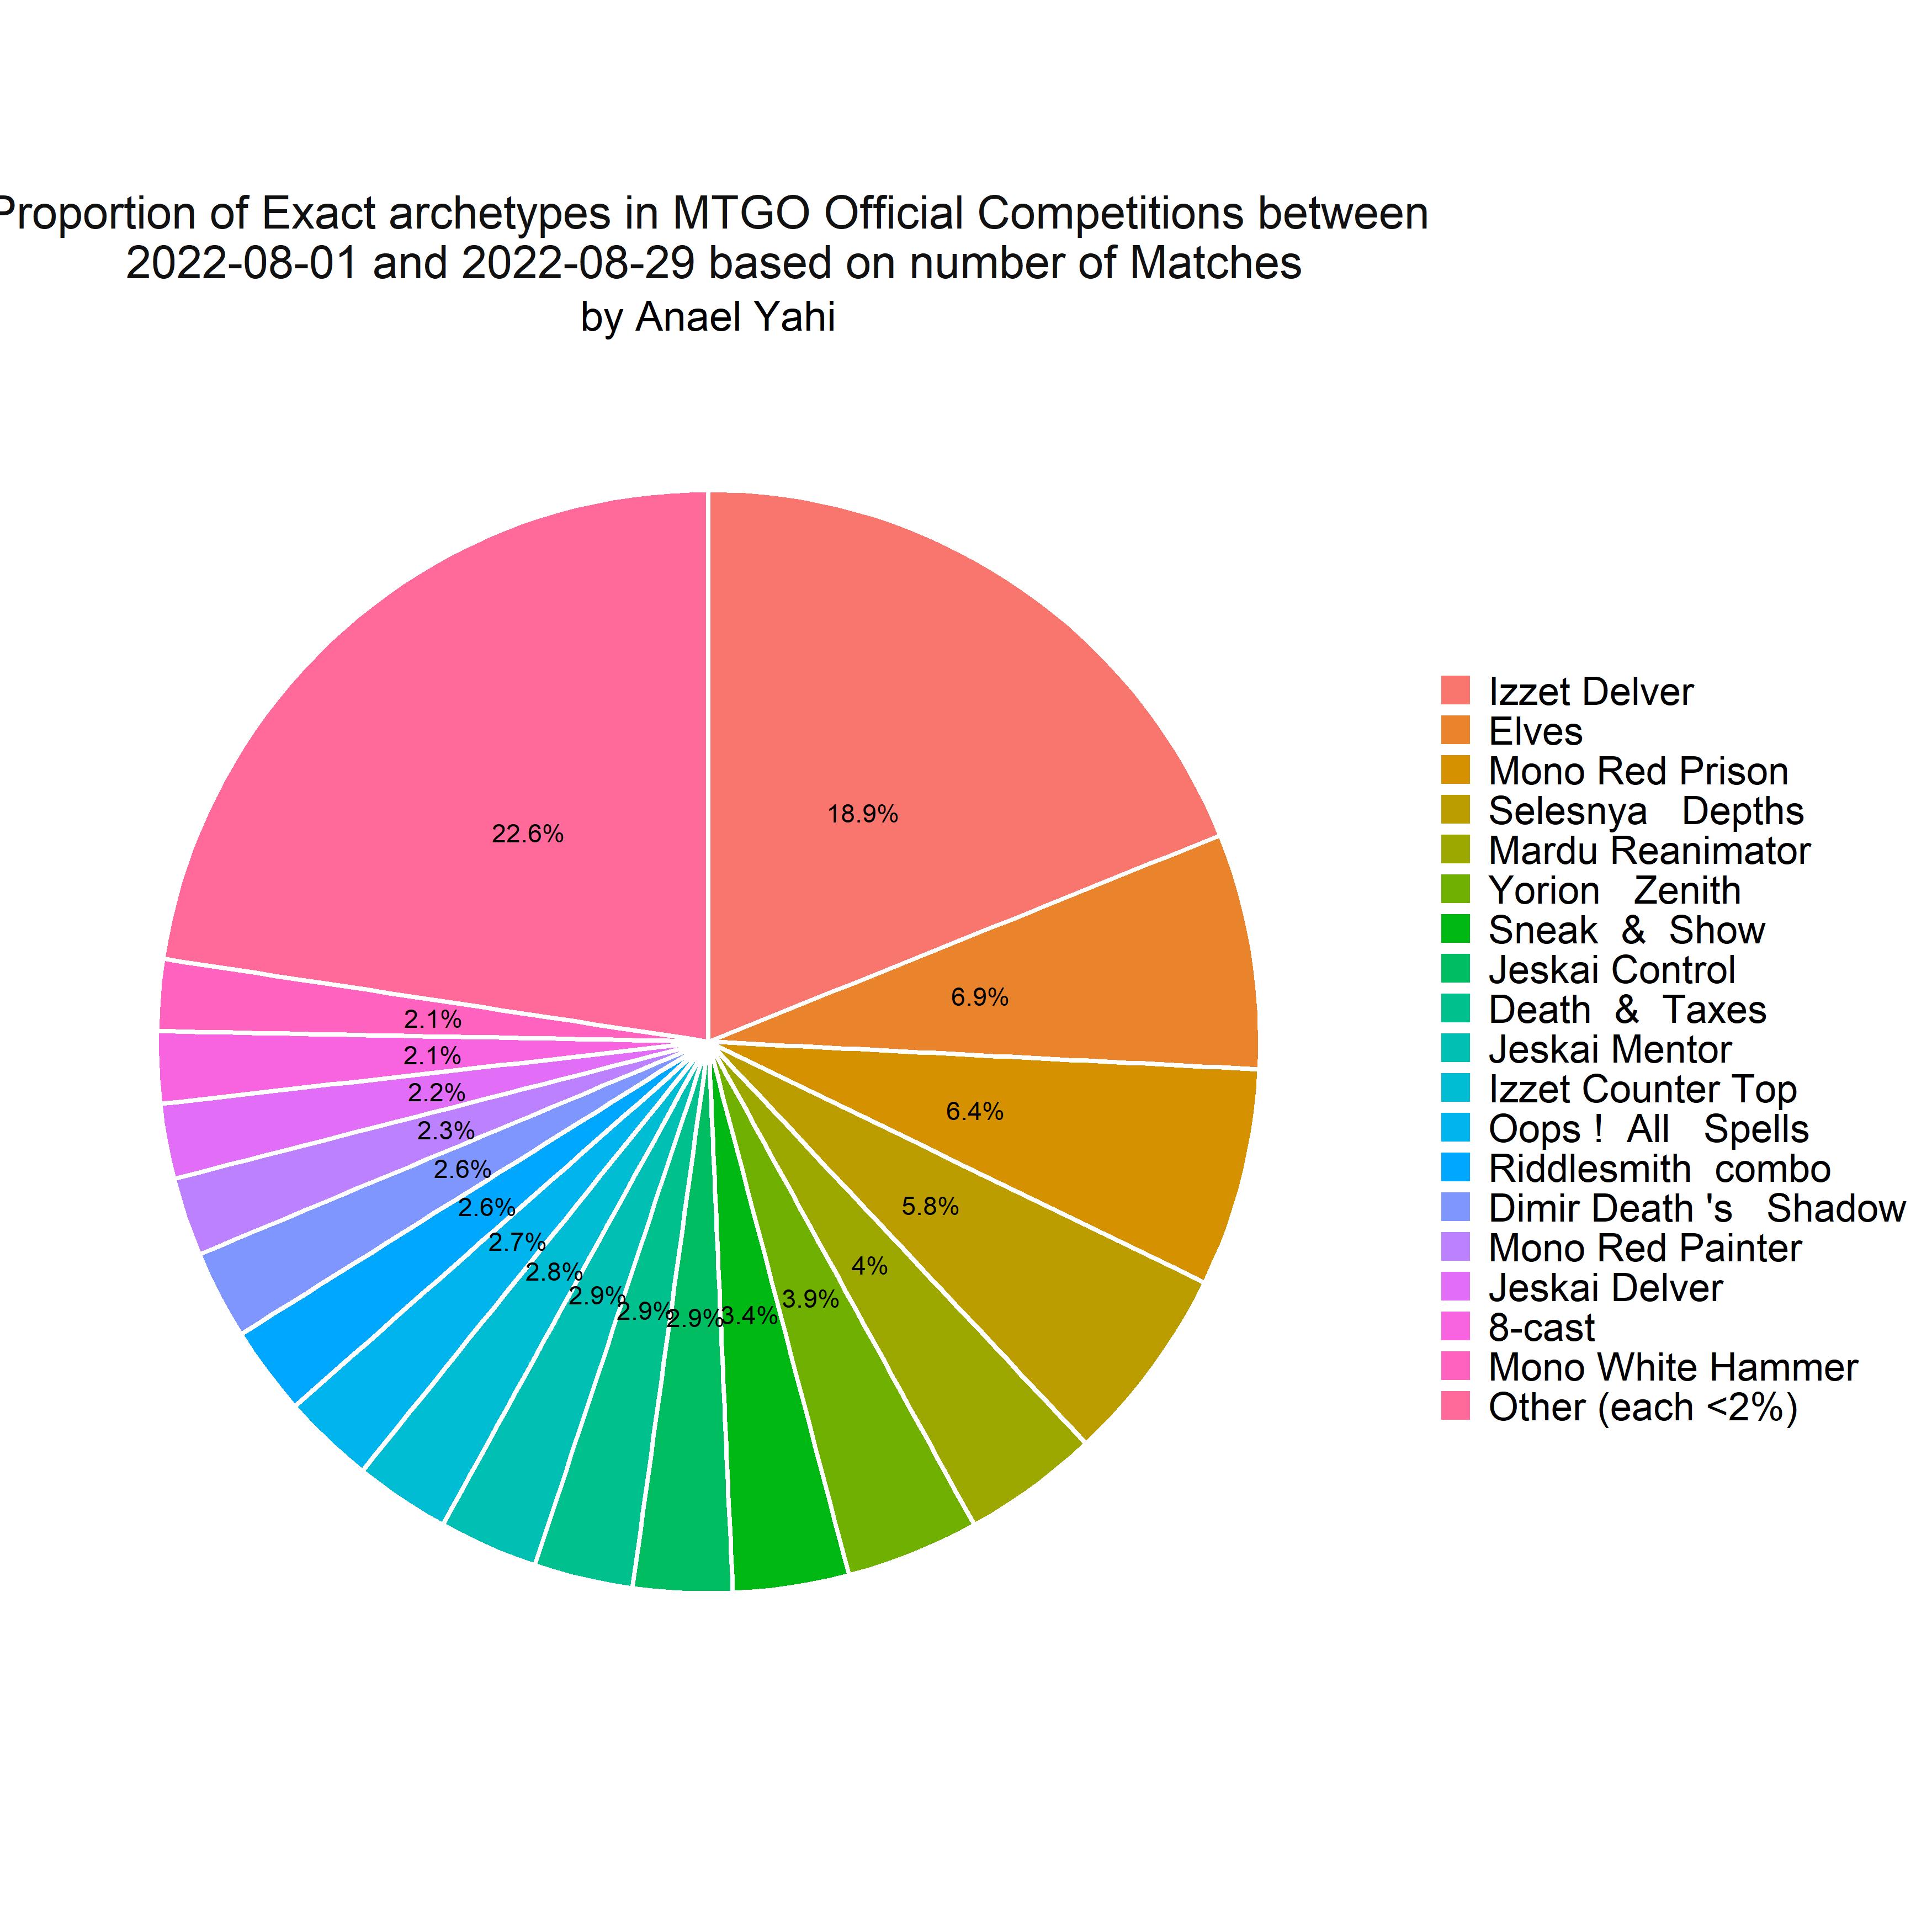 Proportion of Exact archetypes in MTGO Official Competitions between
2022-08-01 and 2022-08-29 based on number of Matches
by Anael Yahi
18.9%
6.9%
6.4%
5.8%
4%
3.9%
3.4%
2.9%
2.9%
2.9%
2.8%
2.7%
2.6%
2.6%
2.3%
2.2%
2.1%
2.1%
22.6%
Izzet Delver
Elves
Mono Red Prison
Selesnya Depths
Mardu Reanimator
Yorion Zenith
Sneak & Show
Jeskai Control
Death & Taxes
Jeskai Mentor
Izzet Counter Top
Oops ! All Spells
Riddlesmith combo
Dimir Death 's Shadow
Mono Red Painter
Jeskai Delver
8-cast
Mono White Hammer
Other (each <2%)